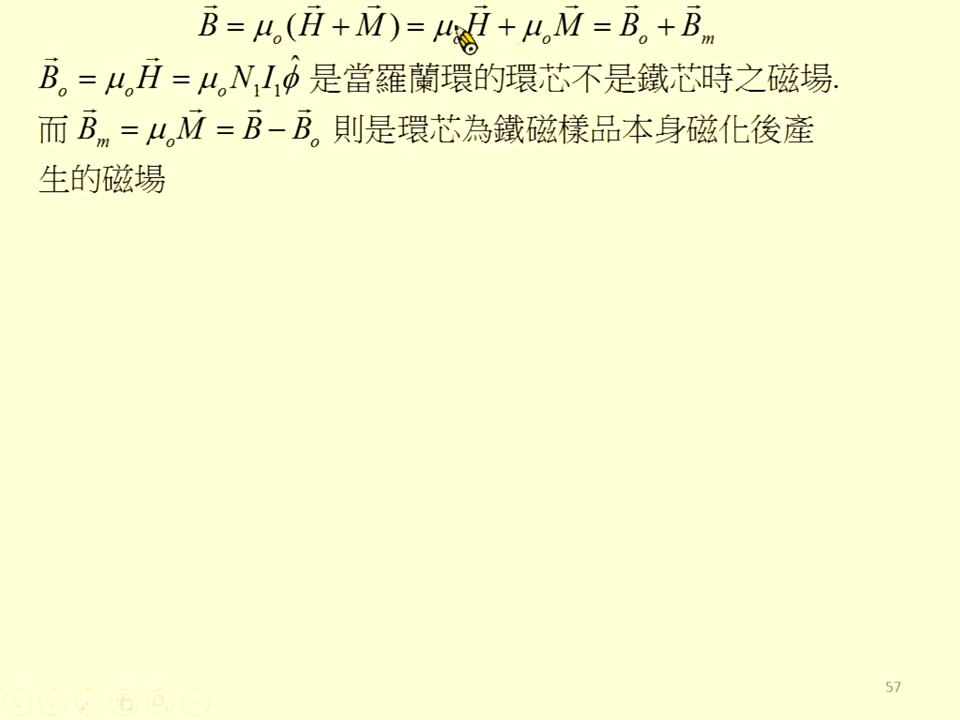 B⃗ = μₒ(H⃗ + M⃗) = μₒH⃗ + μₒM⃗ = B⃗ₒ + B⃗ₘ
B⃗ₒ = μₒH⃗ = μₒN₁I₁ϕ̂ 是當羅蘭環的環芯不是鐵芯時之磁場.
而 B⃗ₘ = μₒM⃗ = B⃗ − B⃗ₒ 則是環芯為鐵磁樣品本身磁化後產
生的磁場
57